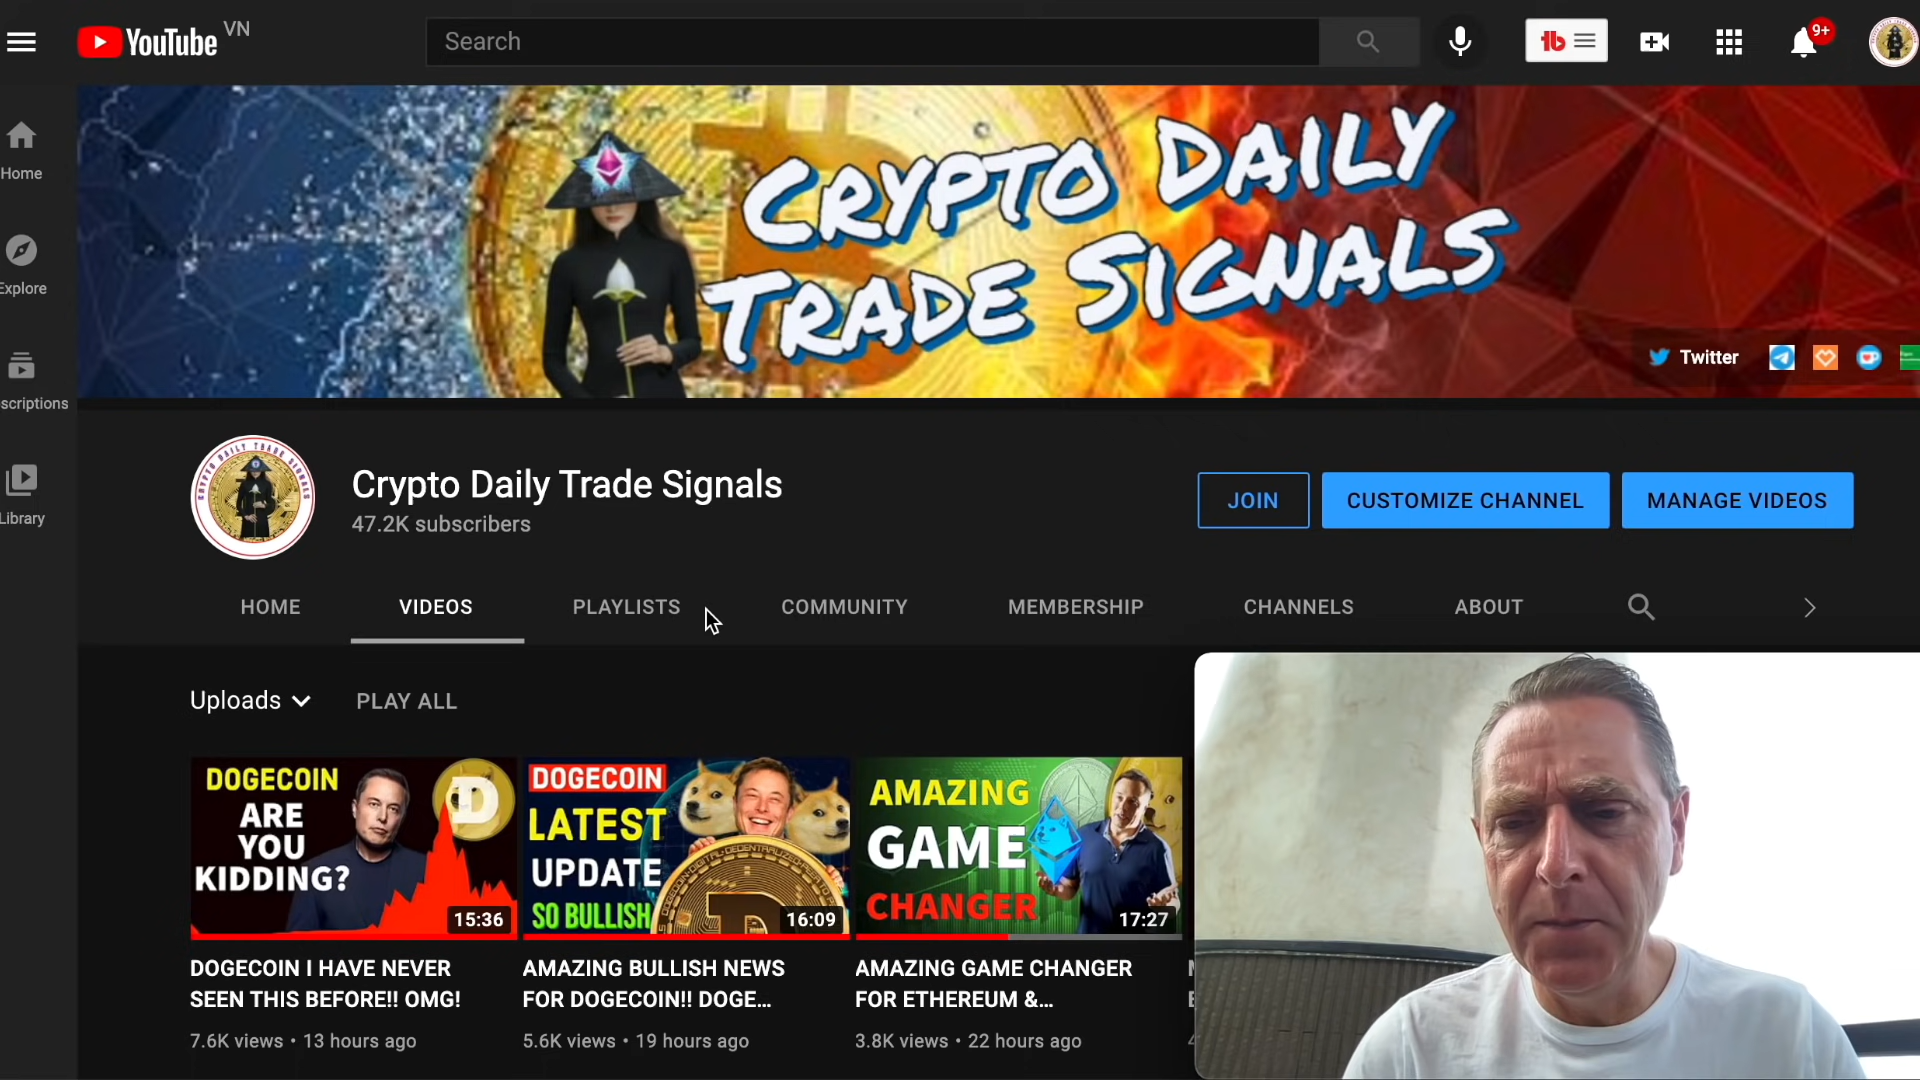 YouTube VN
Search
9+
Home
Explore
scriptions
Library
CRYPTO DAILY
TRADE SIGNALS
Twitter
CRYPTO DAILY TRADE SIGNALS
Crypto Daily Trade Signals
47.2K subscribers
JOIN
CUSTOMIZE CHANNEL
MANAGE VIDEOS
HOME
VIDEOS
PLAYLISTS
COMMUNITY
MEMBERSHIP
CHANNELS
ABOUT
Uploads
PLAY ALL
DOGECOIN
ARE
YOU
KIDDING?
15:36
DOGECOIN
LATEST
UPDATE
SO BULLISH
16:09
AMAZING
GAME
CHANGER
17:27
DOGECOIN I HAVE NEVER
SEEN THIS BEFORE!! OMG!
7.6K views • 13 hours ago
AMAZING BULLISH NEWS
FOR DOGECOIN!! DOGE...
5.6K views • 19 hours ago
AMAZING GAME CHANGER
FOR ETHEREUM &...
3.8K views • 22 hours ago